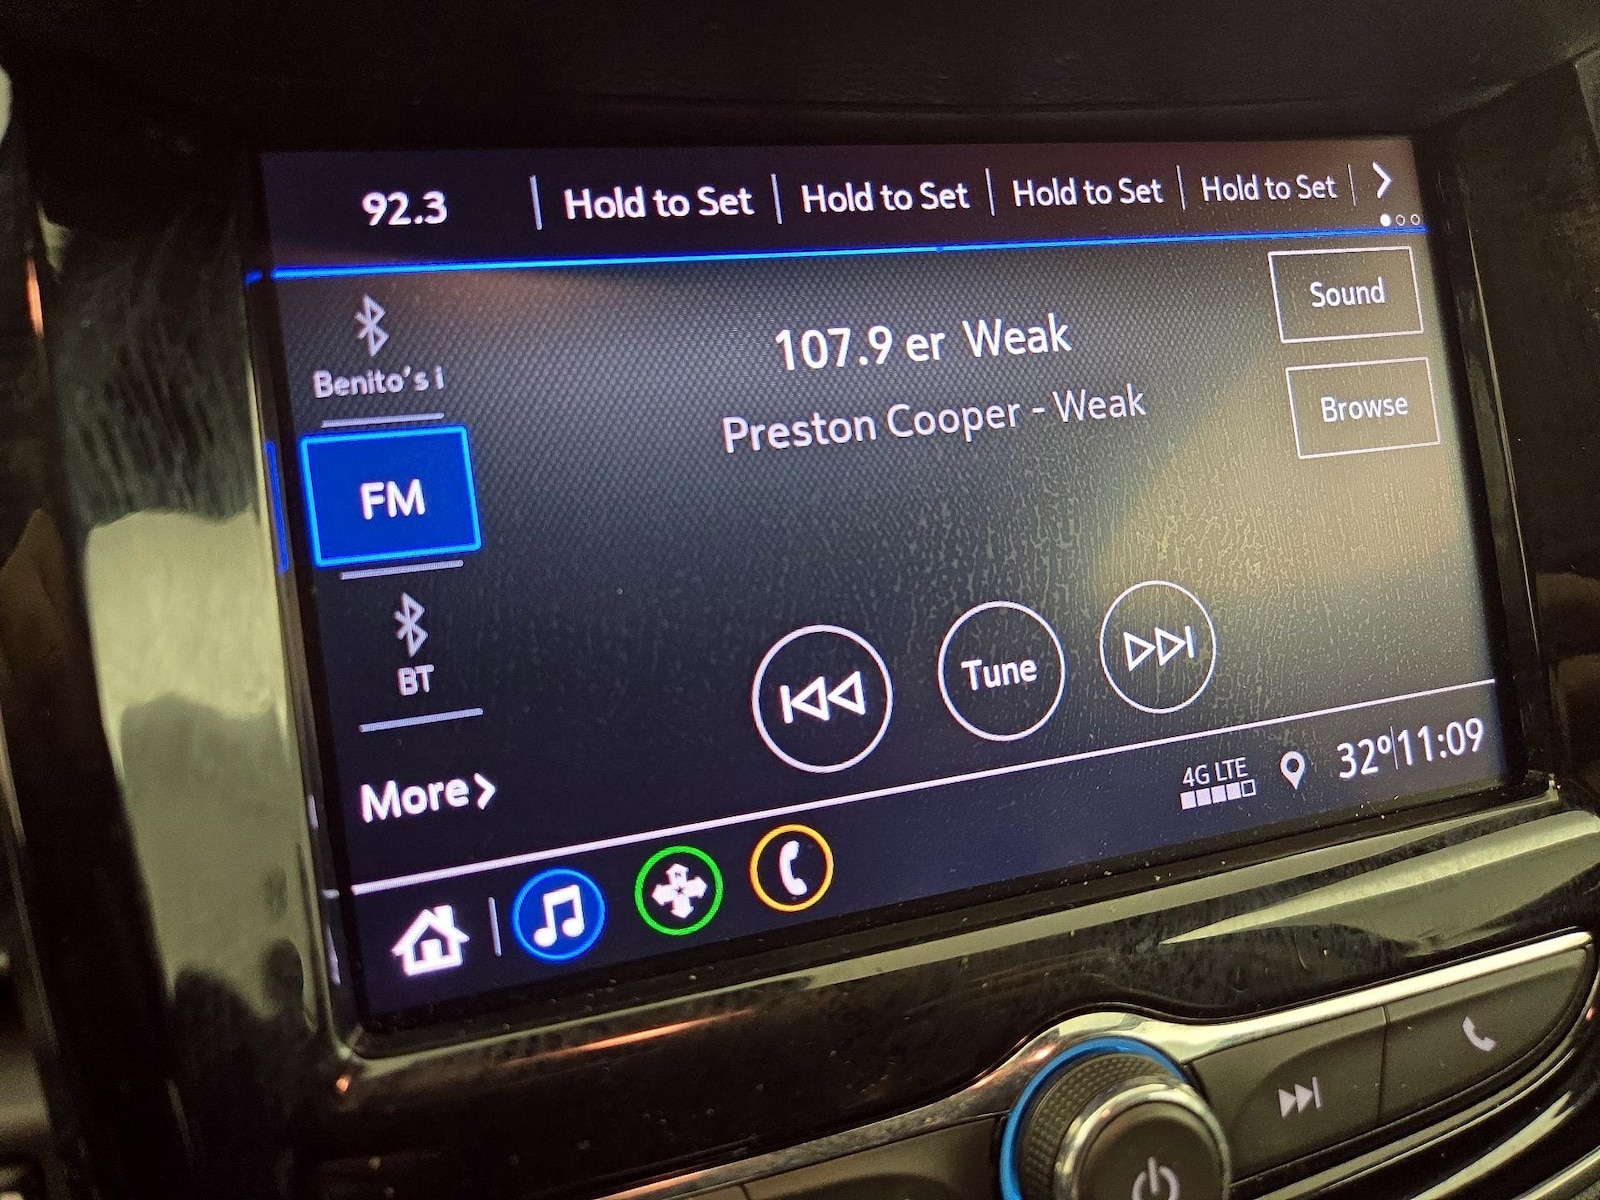 92.3 Hold to Set Hold to Set Hold to Set Hold to Set
Benito's i
FM
BT
More
107.9 er Weak
Preston Cooper - Weak
Sound
Browse
Tune
4G LTE
32° 11:09